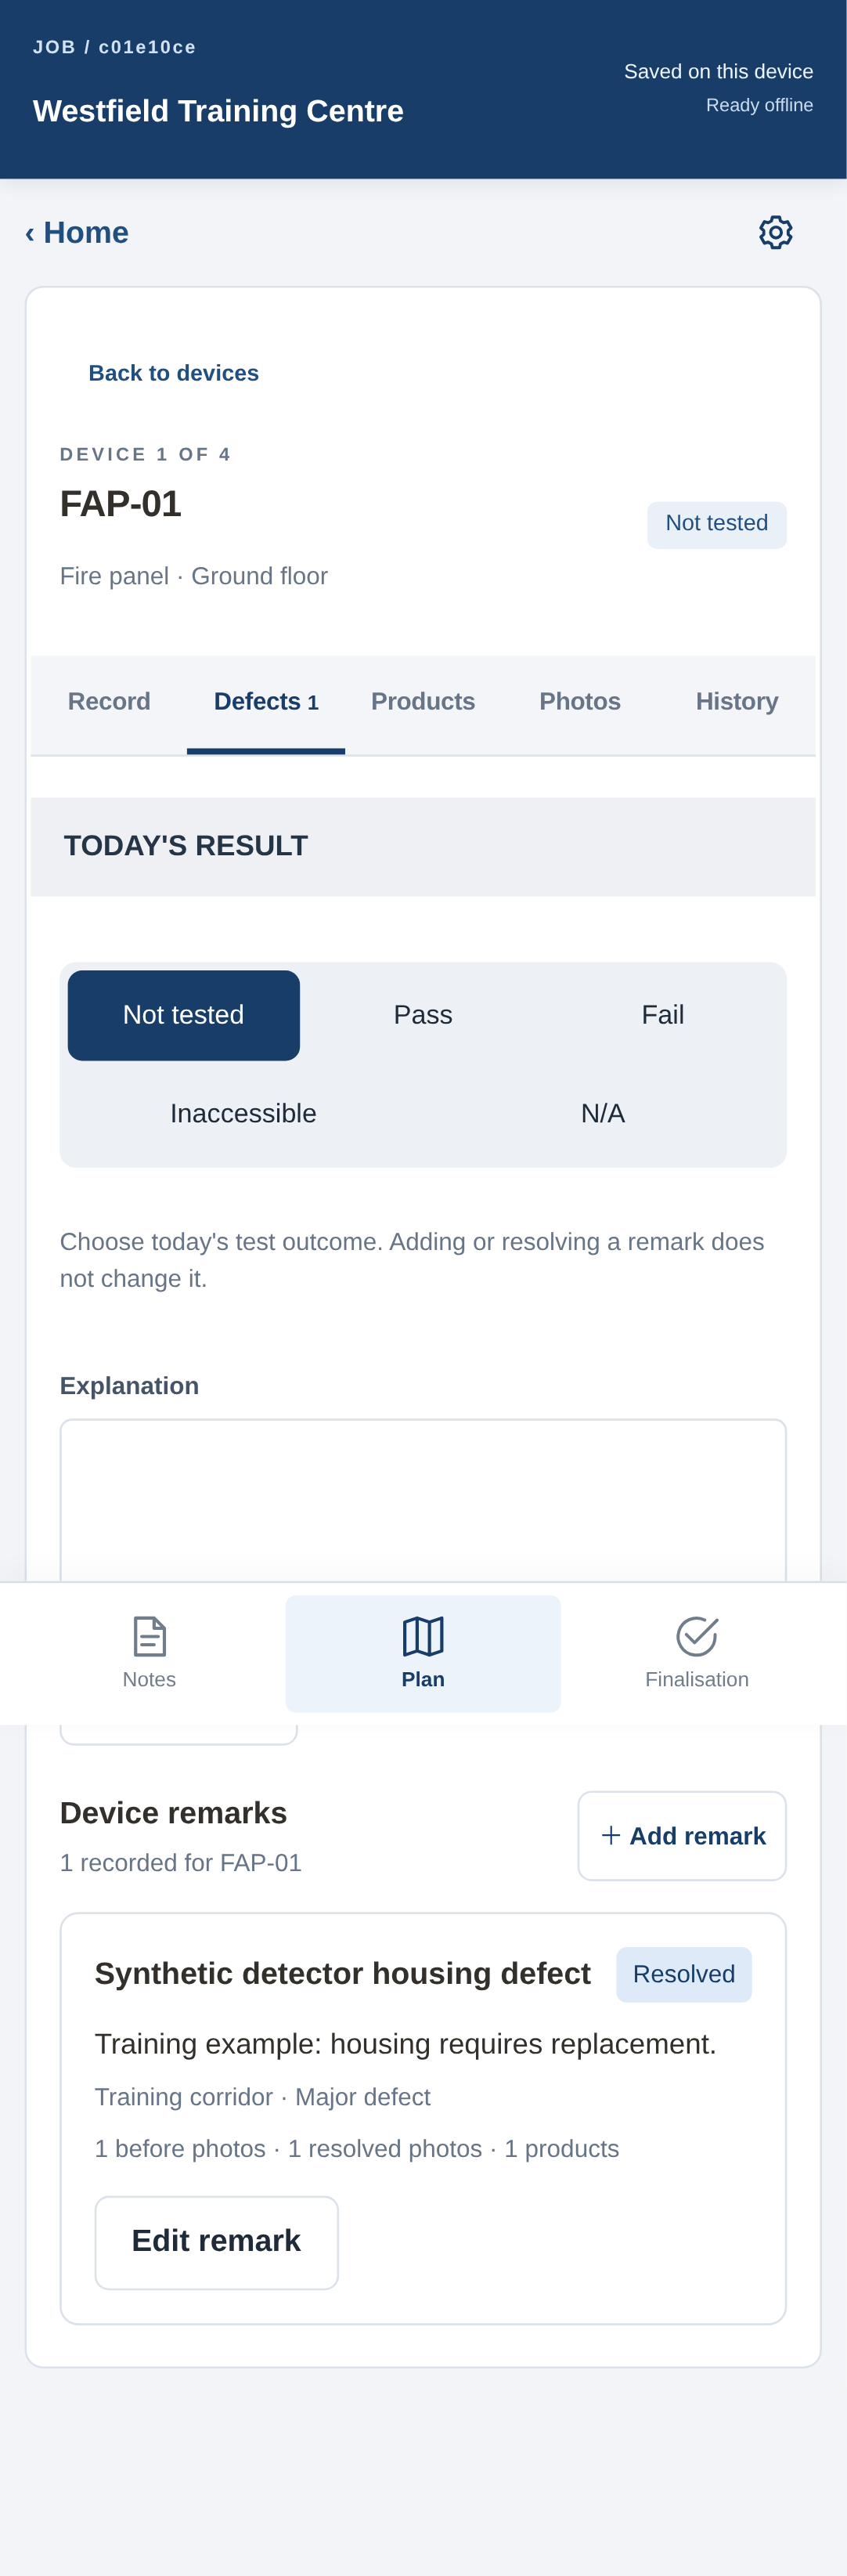 JOB / c01e10ce
Westfield Training Centre
Saved on this device
Ready offline
‹ Home
Back to devices
DEVICE 1 OF 4
FAP-01
Not tested
Fire panel · Ground floor
Record
Defects 1
Products
Photos
History
TODAY'S RESULT
Not tested
Pass
Fail
Inaccessible
N/A
Choose today's test outcome. Adding or resolving a remark does
not change it.
Explanation
Notes
Plan
Finalisation
Device remarks
1 recorded for FAP-01
+ Add remark
Synthetic detector housing defect
Resolved
Training example: housing requires replacement.
Training corridor · Major defect
1 before photos · 1 resolved photos · 1 products
Edit remark